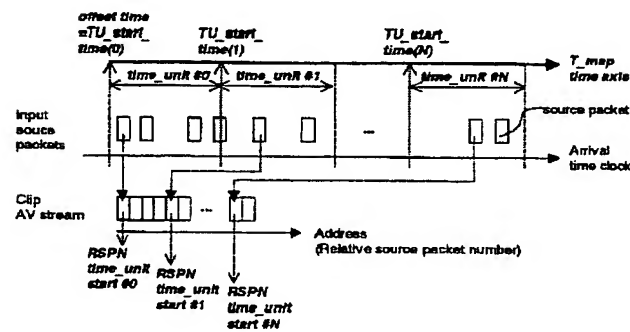 offset time
=TU_start_
time(0)
TU_start_
time(1)
TU_start_
time(N)
T_map
time axis
time_unit #0
time_unit #1
time_unit #N
source packet
Input
souce
packets
...
Arrival
time clock
Clip
AV stream
...
Address
(Relative source packet number)
RSPN
time_unit
start #0
RSPN
time_unit
start #1
RSPN
time_unit
start #N